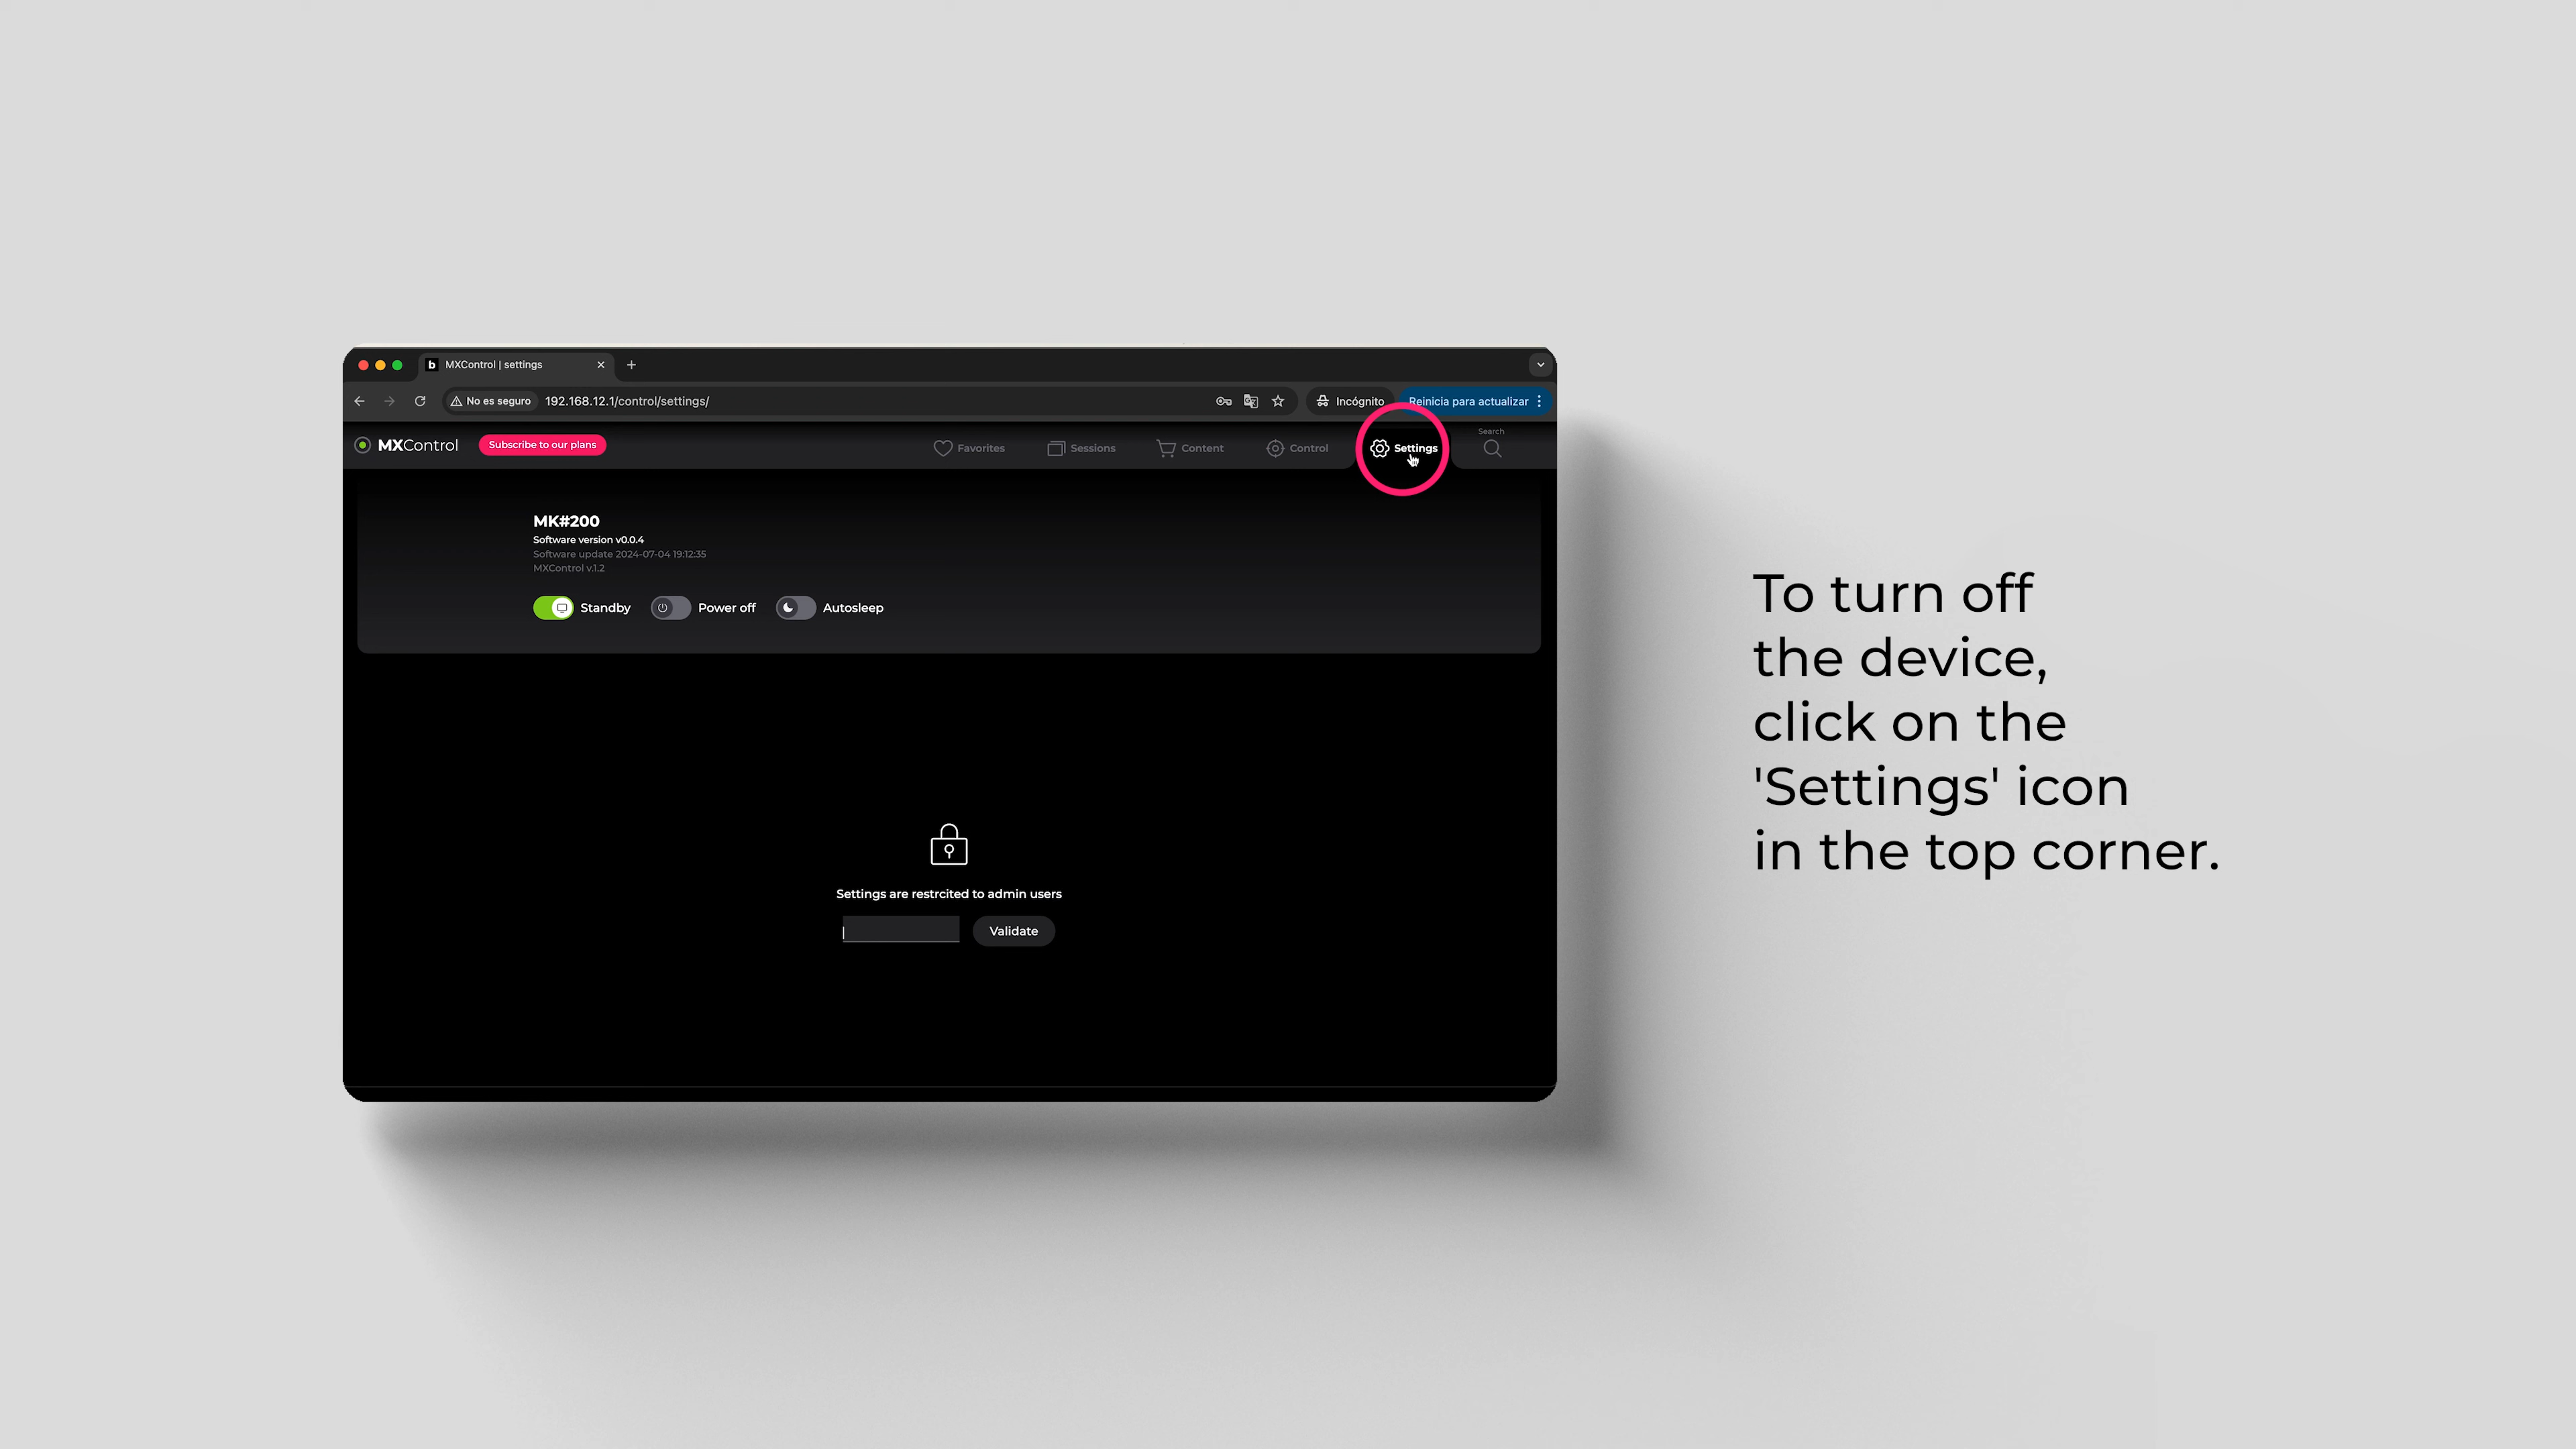 MXControl | settings
No es seguro 192.168.12.1/control/settings/ Incógnito Reinicia para actualizar
MXControl Subscribe to our plans Favorites Sessions Content Control Settings Search
MK#200
Software version v0.0.4
Software update 2024-07-04 19:12:35
MXControl v.1.2
Standby Power off Autosleep
Settings are restrcited to admin users
Validate
To turn off
the device,
click on the
'Settings' icon
in the top corner.